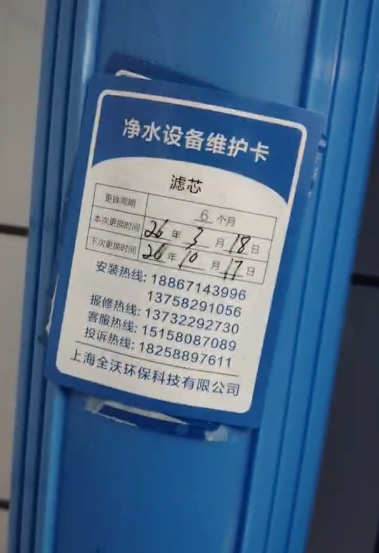 净水设备维护卡
滤芯
更换周期 6 个月
本次更换时间 26 年 3 月 18 日
下次更换时间 26 年 10 月 17 日
安装热线: 18867143996
13758291056
报修热线: 13732292730
客服热线: 15158087089
投诉热线: 18258897611
上海全沃环保科技有限公司